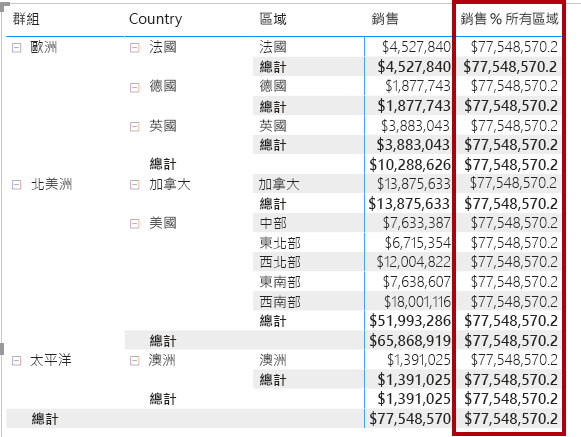 群組 Country 區域 銷售 銷售 % 所有區域
歐洲 法國 法國 $4,527,840 $77,548,570.2
總計 $4,527,840 $77,548,570.2
德國 德國 $1,877,743 $77,548,570.2
總計 $1,877,743 $77,548,570.2
英國 英國 $3,883,043 $77,548,570.2
總計 $3,883,043 $77,548,570.2
總計 $10,288,626 $77,548,570.2
北美洲 加拿大 加拿大 $13,875,633 $77,548,570.2
總計 $13,875,633 $77,548,570.2
美國 中部 $7,633,387 $77,548,570.2
東北部 $6,715,354 $77,548,570.2
西北部 $12,004,822 $77,548,570.2
東南部 $7,638,607 $77,548,570.2
西南部 $18,001,116 $77,548,570.2
總計 $51,993,286 $77,548,570.2
總計 $65,868,919 $77,548,570.2
太平洋 澳洲 澳洲 $1,391,025 $77,548,570.2
總計 $1,391,025 $77,548,570.2
總計 $1,391,025 $77,548,570.2
總計 $77,548,570 $77,548,570.2